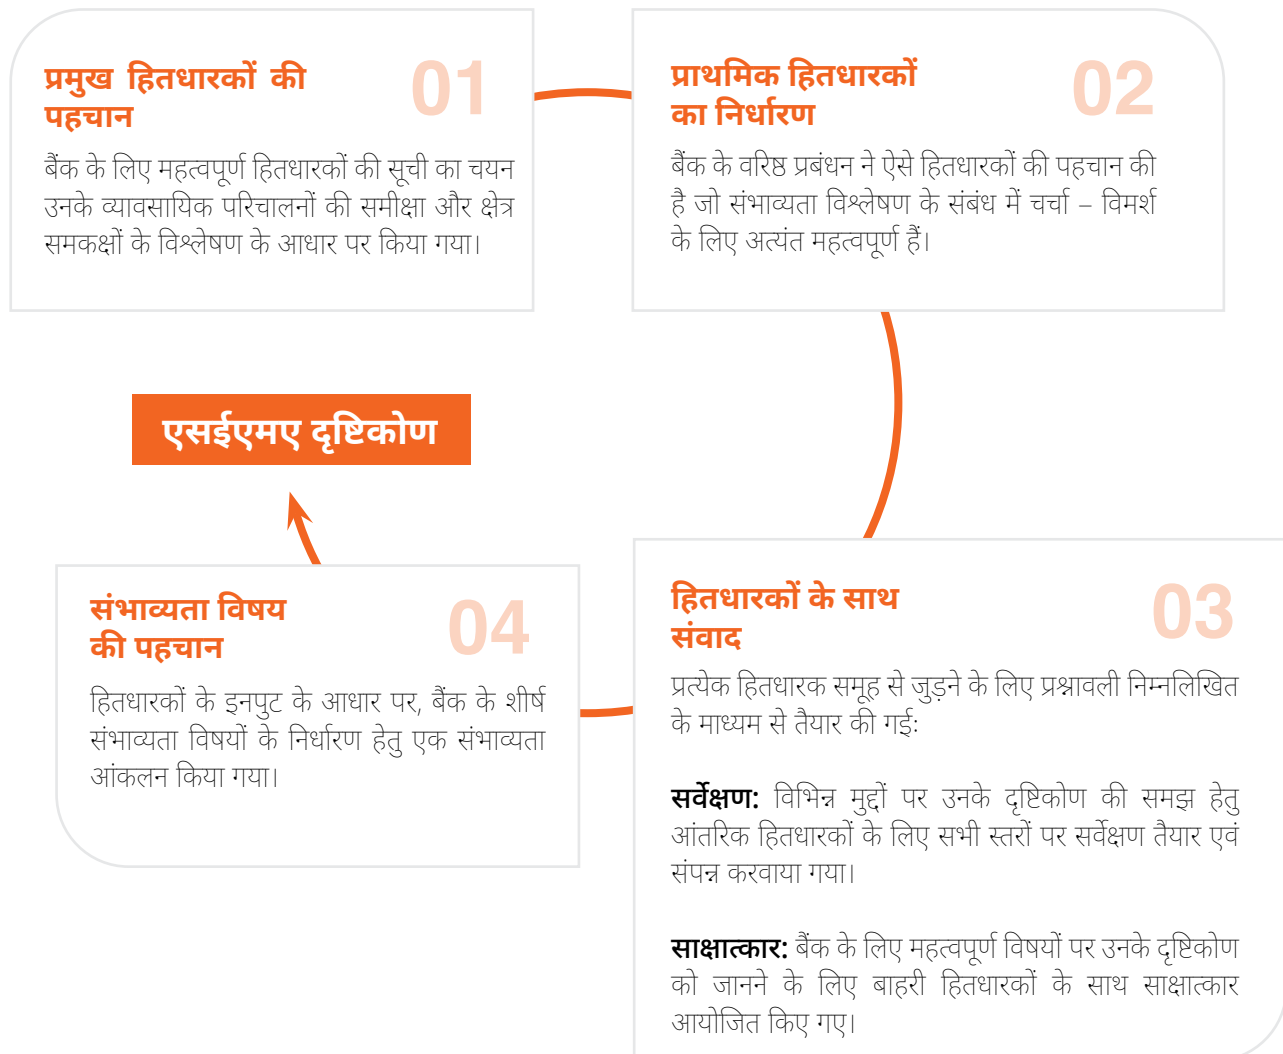 प्रमुख हितधारकों की
पहचान
01
बैंक के लिए महत्वपूर्ण हितधारकों की सूची का चयन
उनके व्यावसायिक परिचालनों की समीक्षा और क्षेत्र
समकक्षों के विश्लेषण के आधार पर किया गया।
प्राथमिक हितधारकों
का निर्धारण
02
बैंक के वरिष्ठ प्रबंधन ने ऐसे हितधारकों की पहचान की
है जो संभाव्यता विश्लेषण के संबंध में चर्चा – विमर्श
के लिए अत्यंत महत्वपूर्ण हैं।
एसईएमए दृष्टिकोण
हितधारकों के साथ
संवाद
03
प्रत्येक हितधारक समूह से जुड़ने के लिए प्रश्नावली निम्नलिखित
के माध्यम से तैयार की गई:
सर्वेक्षण: विभिन्न मुद्दों पर उनके दृष्टिकोण की समझ हेतु
आंतरिक हितधारकों के लिए सभी स्तरों पर सर्वेक्षण तैयार एवं
संपन्न करवाया गया।
साक्षात्कार: बैंक के लिए महत्वपूर्ण विषयों पर उनके दृष्टिकोण
को जानने के लिए बाहरी हितधारकों के साथ साक्षात्कार
आयोजित किए गए।
संभाव्यता विषय
की पहचान
04
हितधारकों के इनपुट के आधार पर, बैंक के शीर्ष
संभाव्यता विषयों के निर्धारण हेतु एक संभाव्यता
आंकलन किया गया।